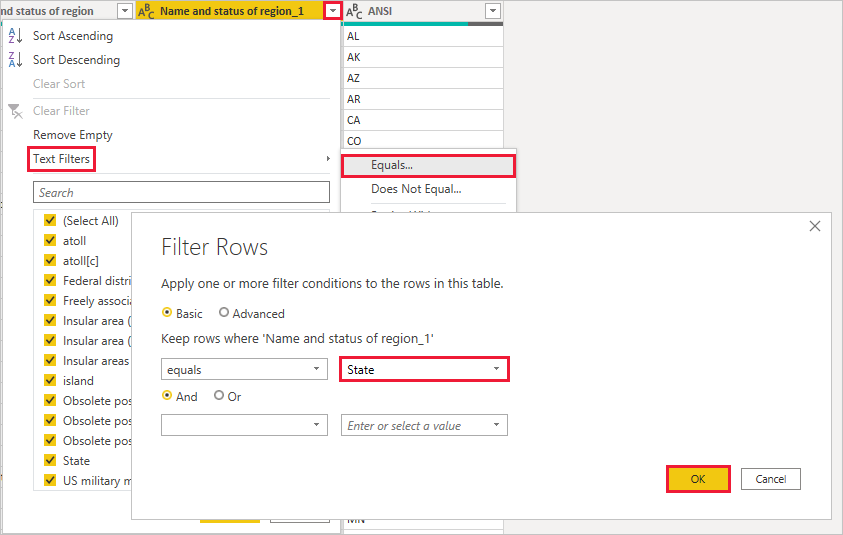 nd status of region
ABC Name and status of region_1
ABC ANSI
Sort Ascending
Sort Descending
Clear Sort
Clear Filter
Remove Empty
Text Filters
Search
(Select All)
atoll
atoll[c]
Federal distri
Freely associa
Insular area (
Insular area (
Insular areas
island
Obsolete pos
Obsolete pos
Obsolete pos
State
US military m
AL
AK
AZ
AR
CA
CO
Equals...
Does Not Equal...
Filter Rows
Apply one or more filter conditions to the rows in this table.
Basic Advanced
Keep rows where 'Name and status of region_1'
equals State
And Or
Enter or select a value
OK Cancel
MN